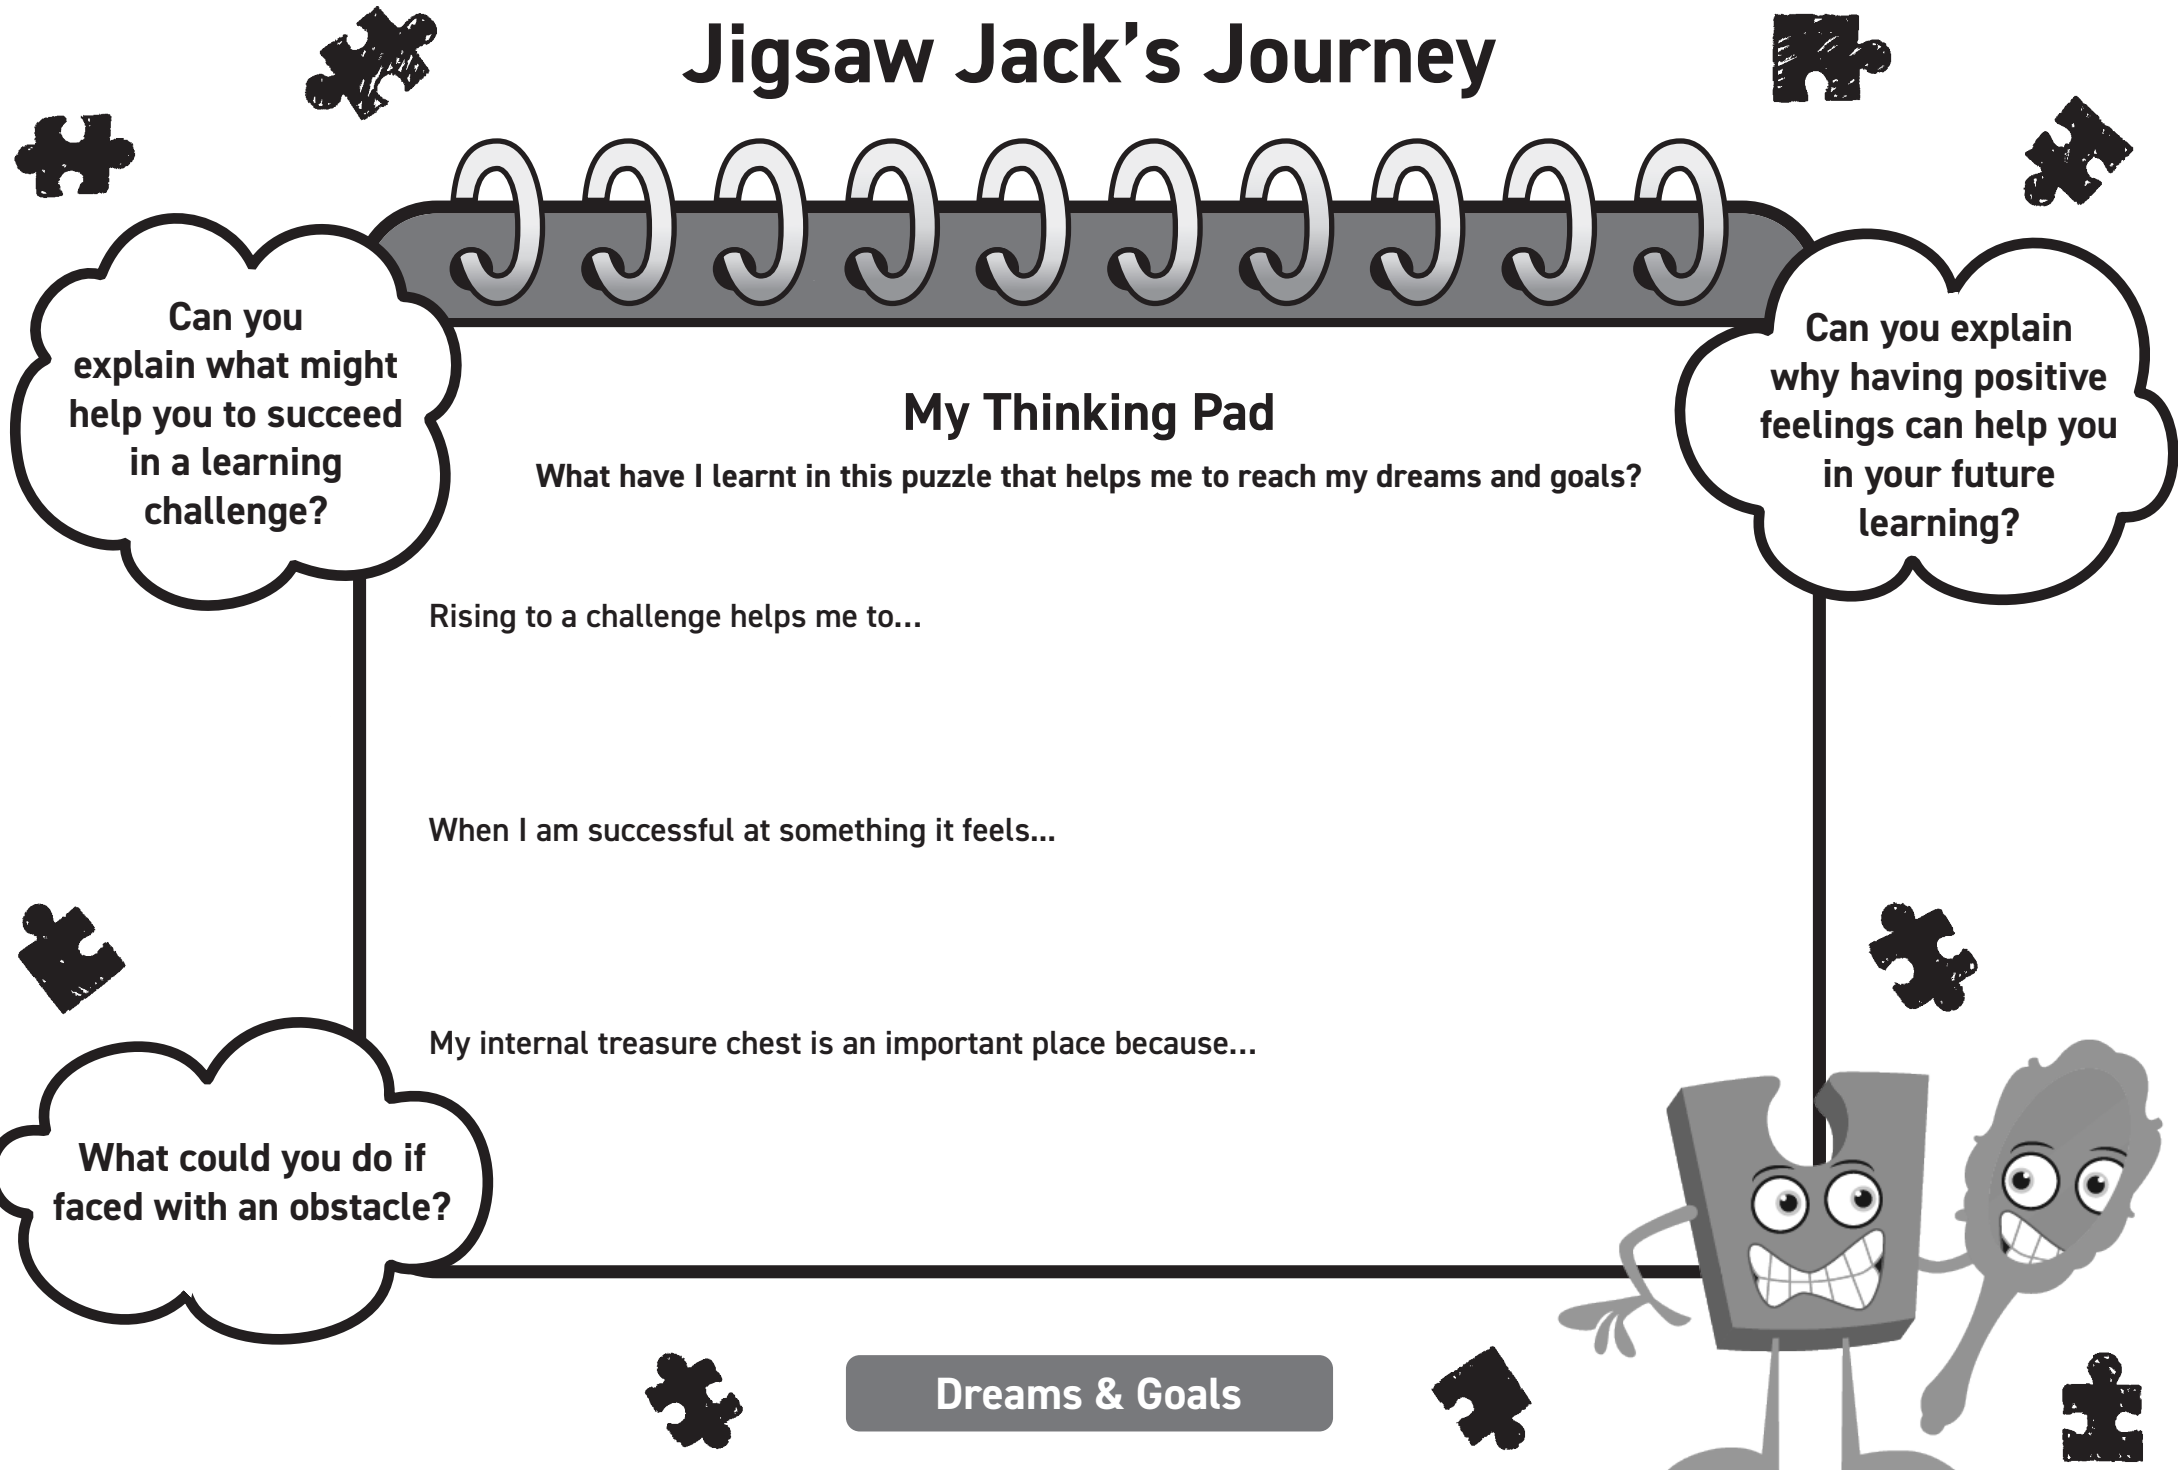 Jigsaw Jack’s Journey
Can you
explain what might
help you to succeed
in a learning
challenge?
Can you explain
why having positive
feelings can help you
in your future
learning?
My Thinking Pad
What have I learnt in this puzzle that helps me to reach my dreams and goals?
Rising to a challenge helps me to…
When I am successful at something it feels...
My internal treasure chest is an important place because…
What could you do if
faced with an obstacle?
Dreams & Goals